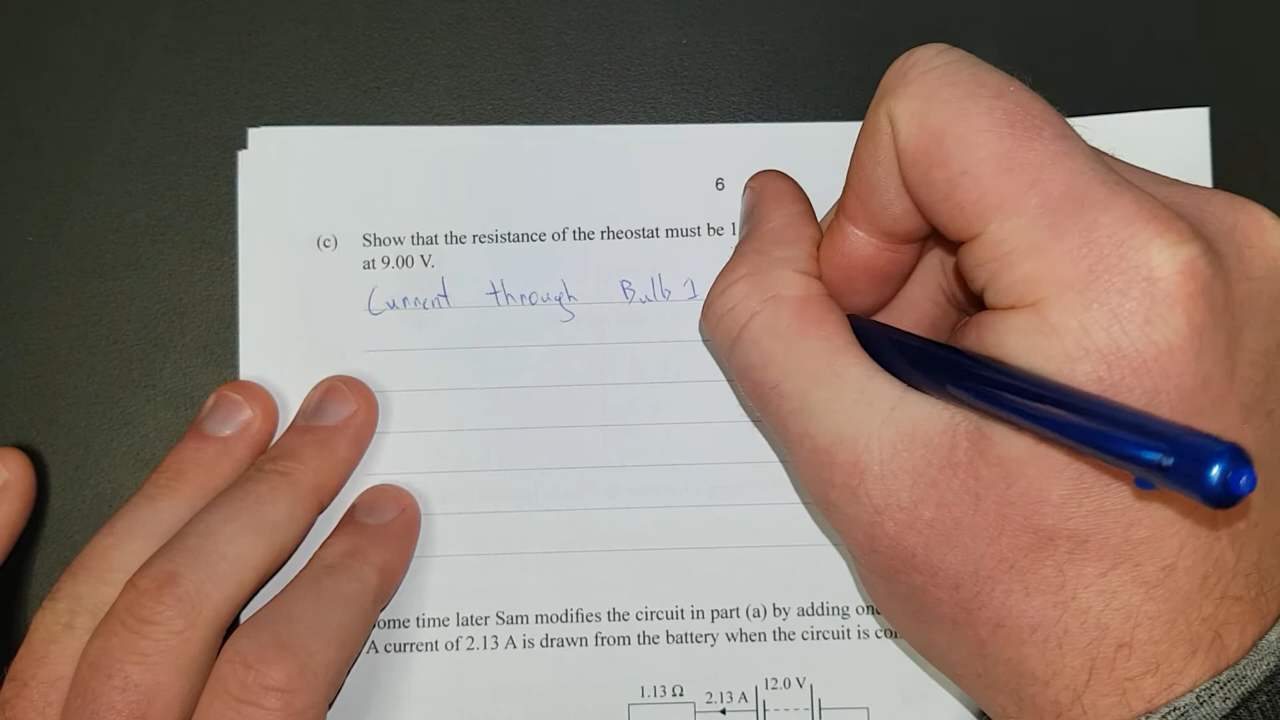 6
(c) Show that the resistance of the rheostat must be 1
at 9.00 V.
Current through Bulb 1
ome time later Sam modifies the circuit in part (a) by adding
A current of 2.13 A is drawn from the battery when the circuit is
1.13 Ω 2.13 A 12.0 V